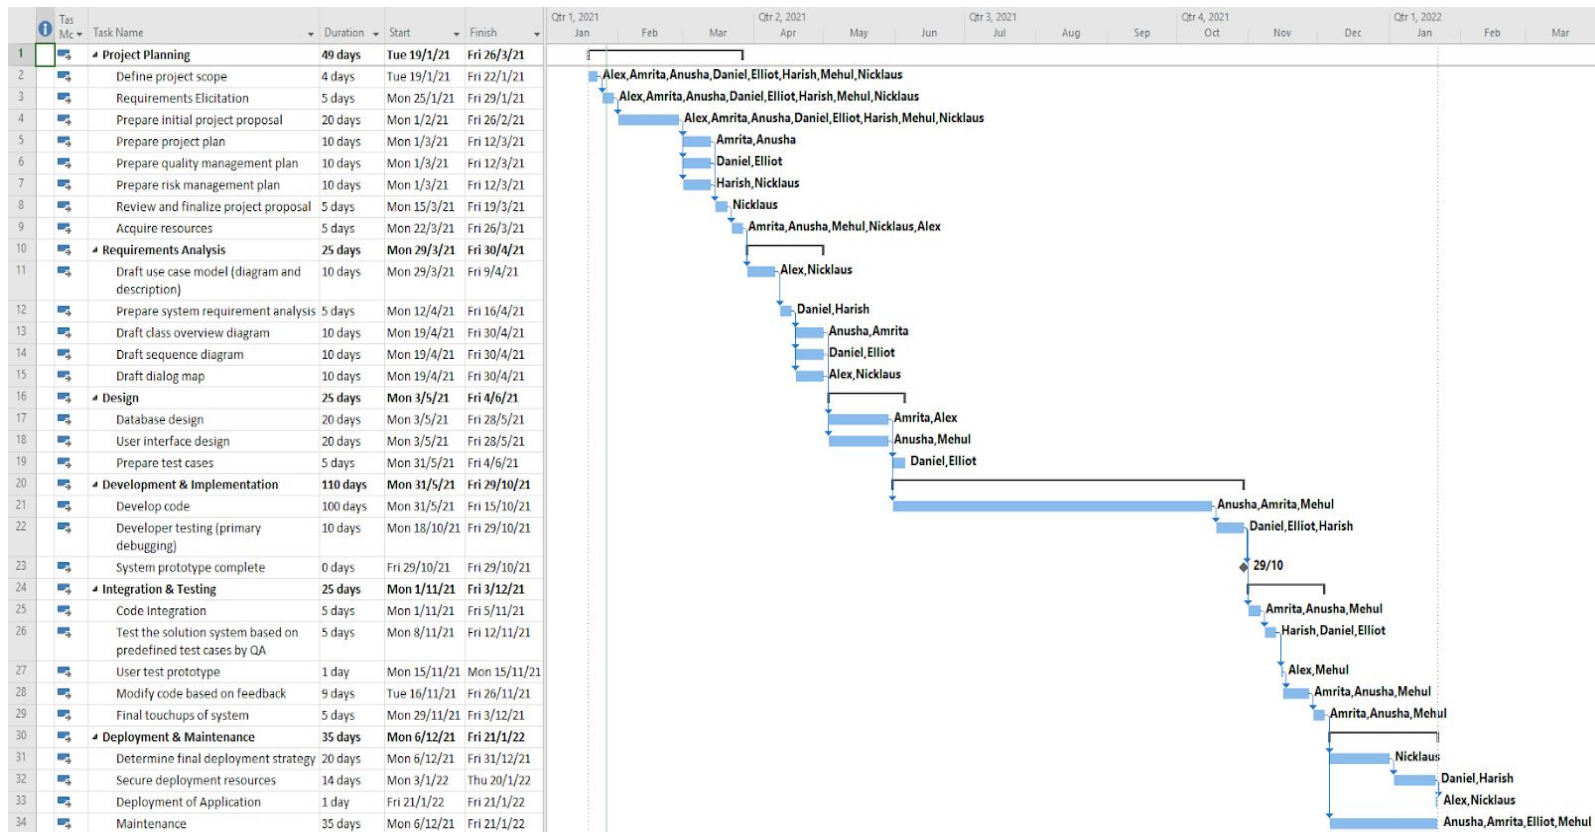 Qtr 1, 2021 Qtr 2, 2021 Qtr 3, 2021 Qtr 4, 2021 Qtr 1, 2022
Tas
Mc Task Name Duration Start Finish Jan Feb Mar Apr May Jun Jul Aug Sep Oct Nov Dec Jan Feb Mar
1 Project Planning 49 days Tue 19/1/21 Fri 26/3/21
2 Define project scope 4 days Tue 19/1/21 Fri 22/1/21 Alex,Amrita,Anusha,Daniel,Elliot,Harish,Mehul,Nicklaus
3 Requirements Elicitation 5 days Mon 25/1/21 Fri 29/1/21 Alex,Amrita,Anusha,Daniel,Elliot,Harish,Mehul,Nicklaus
4 Prepare initial project proposal 20 days Mon 1/2/21 Fri 26/2/21 Alex,Amrita,Anusha,Daniel,Elliot,Harish,Mehul,Nicklaus
5 Prepare project plan 10 days Mon 1/3/21 Fri 12/3/21 Amrita,Anusha
6 Prepare quality management plan 10 days Mon 1/3/21 Fri 12/3/21 Daniel,Elliot
7 Prepare risk management plan 10 days Mon 1/3/21 Fri 12/3/21 Harish,Nicklaus
8 Review and finalize project proposal 5 days Mon 15/3/21 Fri 19/3/21 Nicklaus
9 Acquire resources 5 days Mon 22/3/21 Fri 26/3/21 Amrita,Anusha,Mehul,Nicklaus,Alex
10 Requirements Analysis 25 days Mon 29/3/21 Fri 30/4/21
11 Draft use case model (diagram and 10 days Mon 29/3/21 Fri 9/4/21 Alex,Nicklaus
description)
12 Prepare system requirement analysis 5 days Mon 12/4/21 Fri 16/4/21 Daniel,Harish
13 Draft class overview diagram 10 days Mon 19/4/21 Fri 30/4/21 Anusha,Amrita
14 Draft sequence diagram 10 days Mon 19/4/21 Fri 30/4/21 Daniel,Elliot
15 Draft dialog map 10 days Mon 19/4/21 Fri 30/4/21 Alex,Nicklaus
16 Design 25 days Mon 3/5/21 Fri 4/6/21
17 Database design 20 days Mon 3/5/21 Fri 28/5/21 Amrita,Alex
18 User interface design 20 days Mon 3/5/21 Fri 28/5/21 Anusha,Mehul
19 Prepare test cases 5 days Mon 31/5/21 Fri 4/6/21 Daniel,Elliot
20 Development & Implementation 110 days Mon 31/5/21 Fri 29/10/21
21 Develop code 100 days Mon 31/5/21 Fri 15/10/21 Anusha,Amrita,Mehul
22 Developer testing (primary 10 days Mon 18/10/21 Fri 29/10/21 Daniel,Elliot,Harish
debugging)
23 System prototype complete 0 days Fri 29/10/21 Fri 29/10/21 29/10
24 Integration & Testing 25 days Mon 1/11/21 Fri 3/12/21
25 Code Integration 5 days Mon 1/11/21 Fri 5/11/21 Amrita,Anusha,Mehul
26 Test the solution system based on 5 days Mon 8/11/21 Fri 12/11/21 Harish,Daniel,Elliot
predefined test cases by QA
27 User test prototype 1 day Mon 15/11/21 Mon 15/11/21 Alex,Mehul
28 Modify code based on feedback 9 days Tue 16/11/21 Fri 26/11/21 Amrita,Anusha,Mehul
29 Final touchups of system 5 days Mon 29/11/21 Fri 3/12/21 Amrita,Anusha,Mehul
30 Deployment & Maintenance 35 days Mon 6/12/21 Fri 21/1/22
31 Determine final deployment strategy 20 days Mon 6/12/21 Fri 31/12/21 Nicklaus
32 Secure deployment resources 14 days Mon 3/1/22 Thu 20/1/22 Daniel,Harish
33 Deployment of Application 1 day Fri 21/1/22 Fri 21/1/22 Alex,Nicklaus
34 Maintenance 35 days Mon 6/12/21 Fri 21/1/22 Anusha,Amrita,Elliot,Mehul